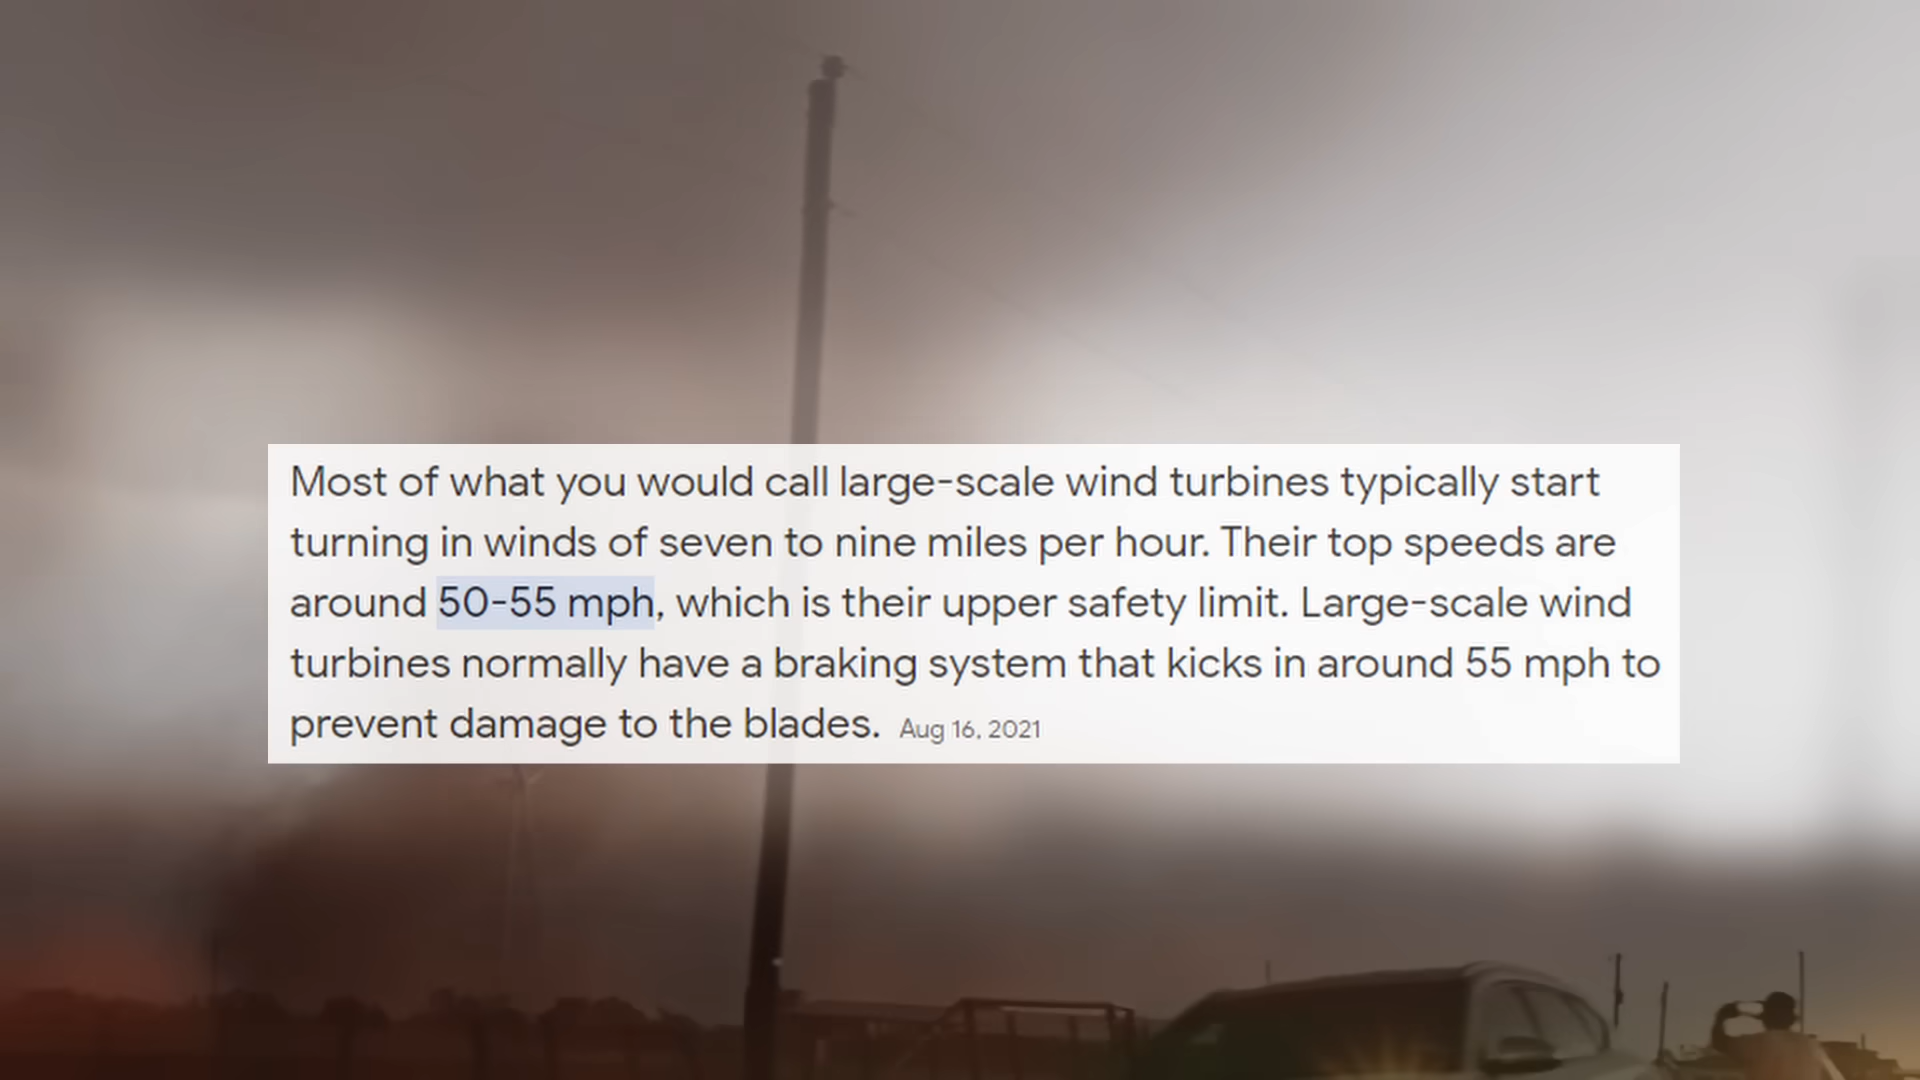 Most of what you would call large-scale wind turbines typically start
turning in winds of seven to nine miles per hour. Their top speeds are
around 50-55 mph, which is their upper safety limit. Large-scale wind
turbines normally have a braking system that kicks in around 55 mph to
prevent damage to the blades. Aug 16, 2021